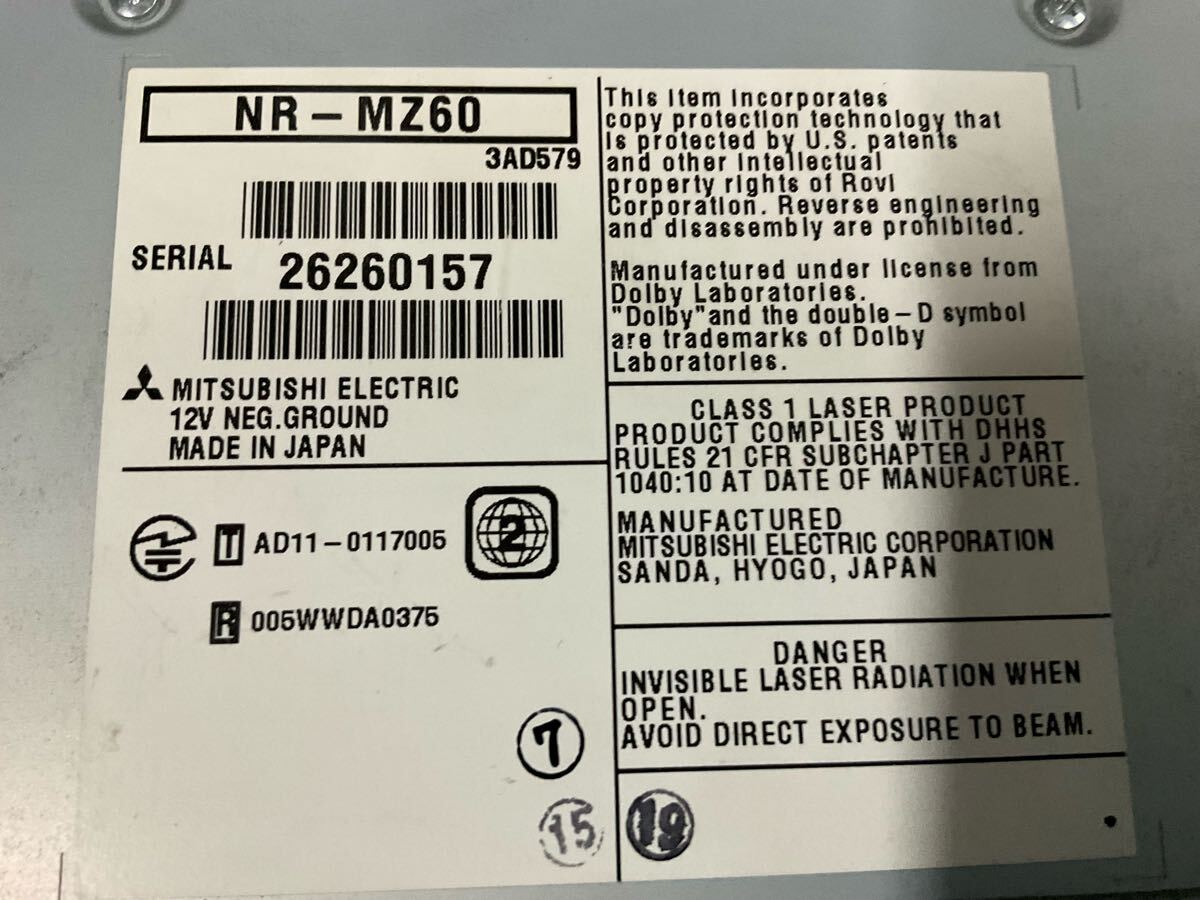 NR-MZ60
3AD579
SERIAL 26260157
MITSUBISHI ELECTRIC
12V NEG.GROUND
MADE IN JAPAN
T AD11-0117005
2
R 005WWDA0375
7
15
This item incorporates
copy protection technology that
is protected by U.S. patents
and other intellectual
property rights of Rovi
Corporation. Reverse engineering
and disassembly are prohibited.
Manufactured under license from
Dolby Laboratories.
"Dolby"and the double-D symbol
are trademarks of Dolby
Laboratories.
CLASS 1 LASER PRODUCT
PRODUCT COMPLIES WITH DHHS
RULES 21 CFR SUBCHAPTER J PART
1040:10 AT DATE OF MANUFACTURE.
MANUFACTURED
MITSUBISHI ELECTRIC CORPORATION
SANDA, HYOGO, JAPAN
DANGER
INVISIBLE LASER RADIATION WHEN
OPEN.
AVOID DIRECT EXPOSURE TO BEAM.
19